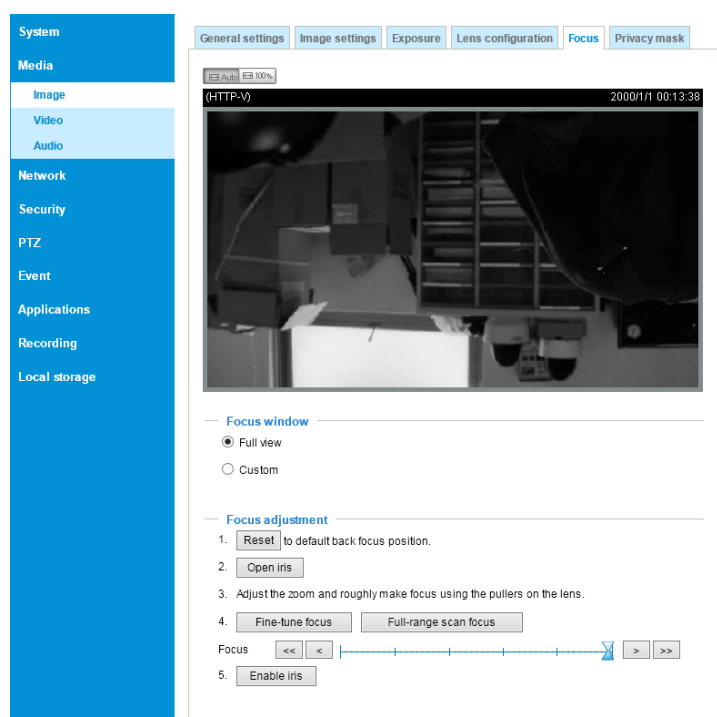 System
Media
Image
Video
Audio
Network
Security
PTZ
Event
Applications
Recording
Local storage
General settings Image settings Exposure Lens configuration Focus Privacy mask
Auto 100%
(HTTP-V) 2000/1/1 00:13:38
Focus window
Full view
Custom
Focus adjustment
1. Reset to default back focus position.
2. Open iris
3. Adjust the zoom and roughly make focus using the pullers on the lens.
4. Fine-tune focus Full-range scan focus
Focus << < > >>
5. Enable iris